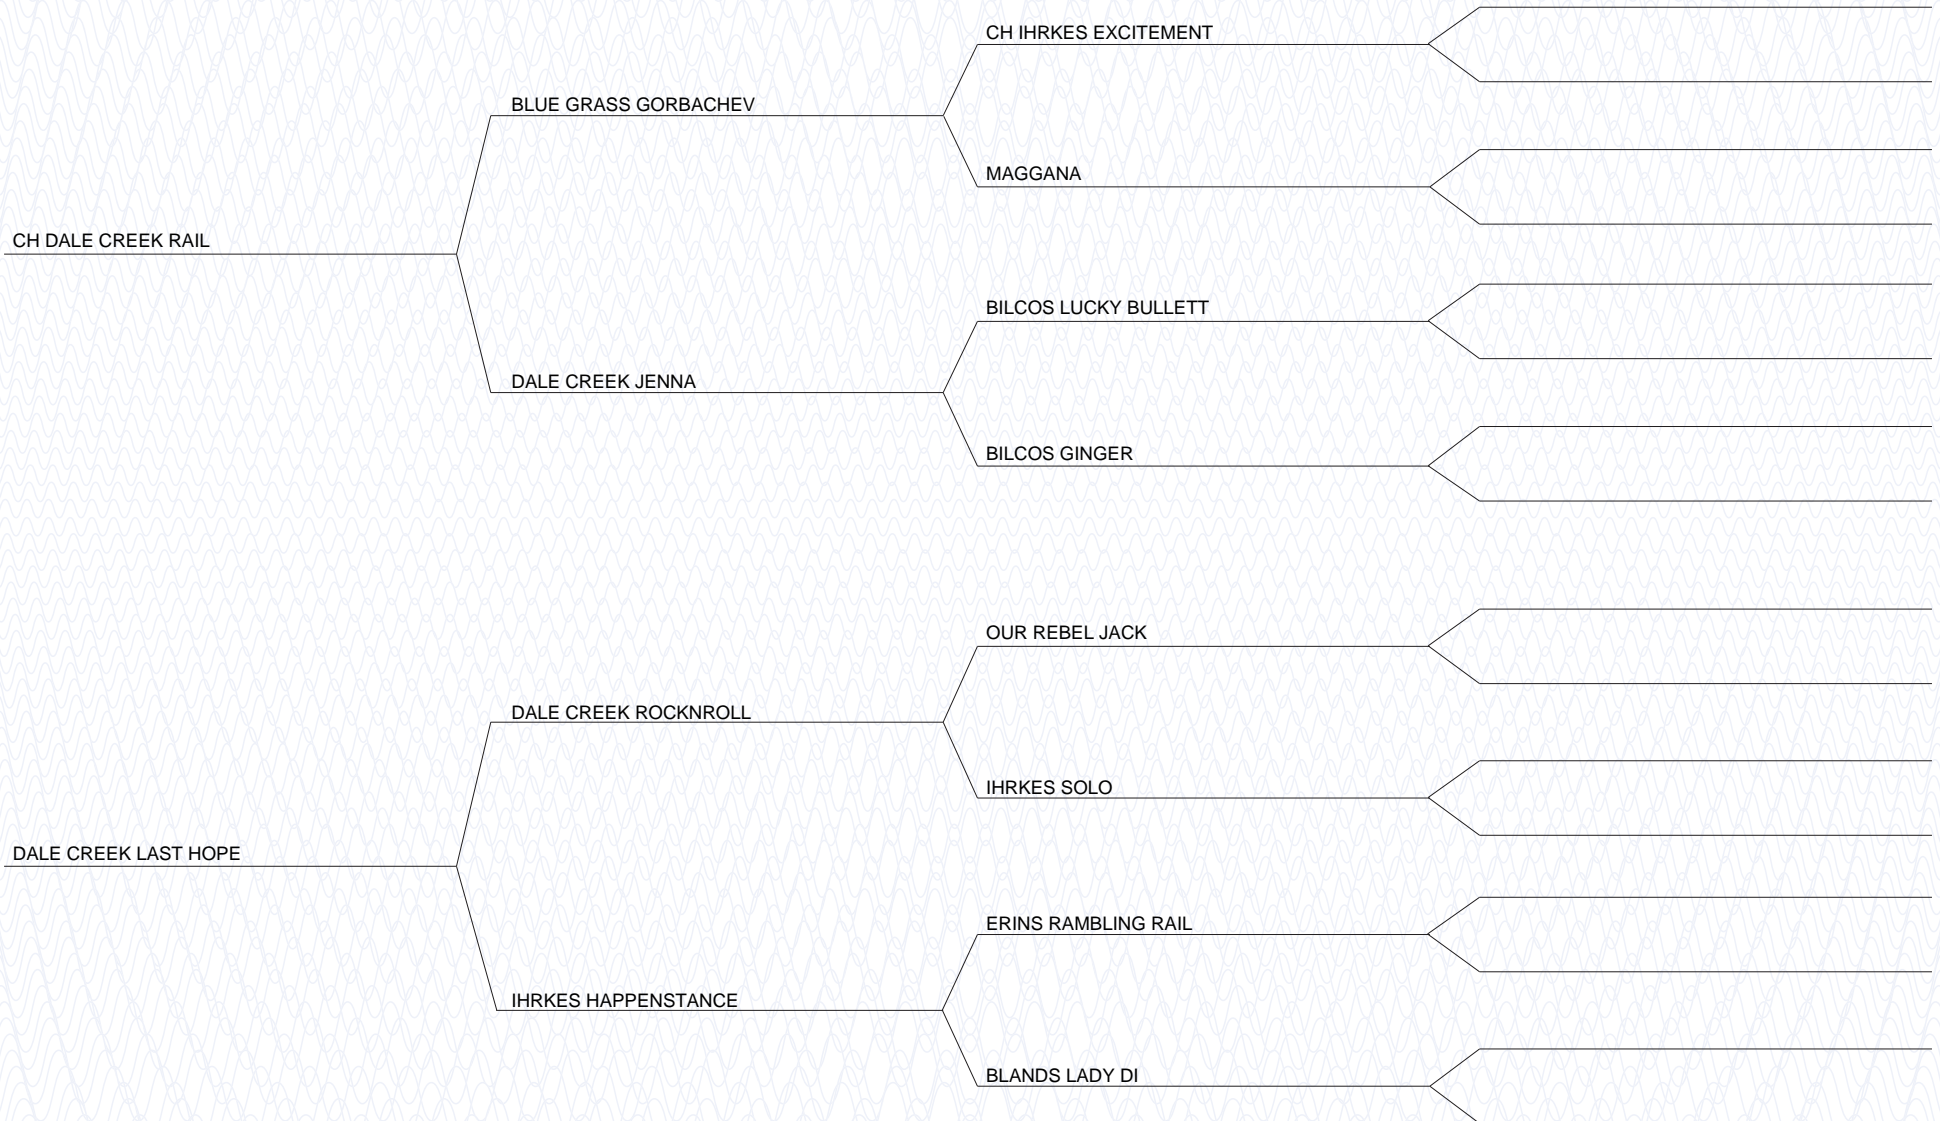 CH IHRKES EXCITEMENT
BLUE GRASS GORBACHEV
MAGGANA
CH DALE CREEK RAIL
BILCOS LUCKY BULLETT
DALE CREEK JENNA
BILCOS GINGER
OUR REBEL JACK
DALE CREEK ROCKNROLL
IHRKES SOLO
DALE CREEK LAST HOPE
ERINS RAMBLING RAIL
IHRKES HAPPENSTANCE
BLANDS LADY DI